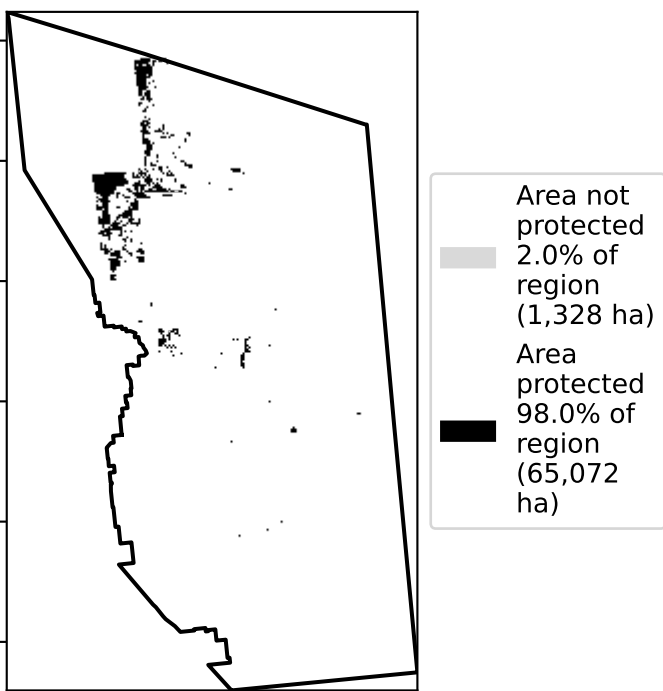 Area not
protected
2.0% of
region
(1,328 ha)
Area
protected
98.0% of
region
(65,072
ha)